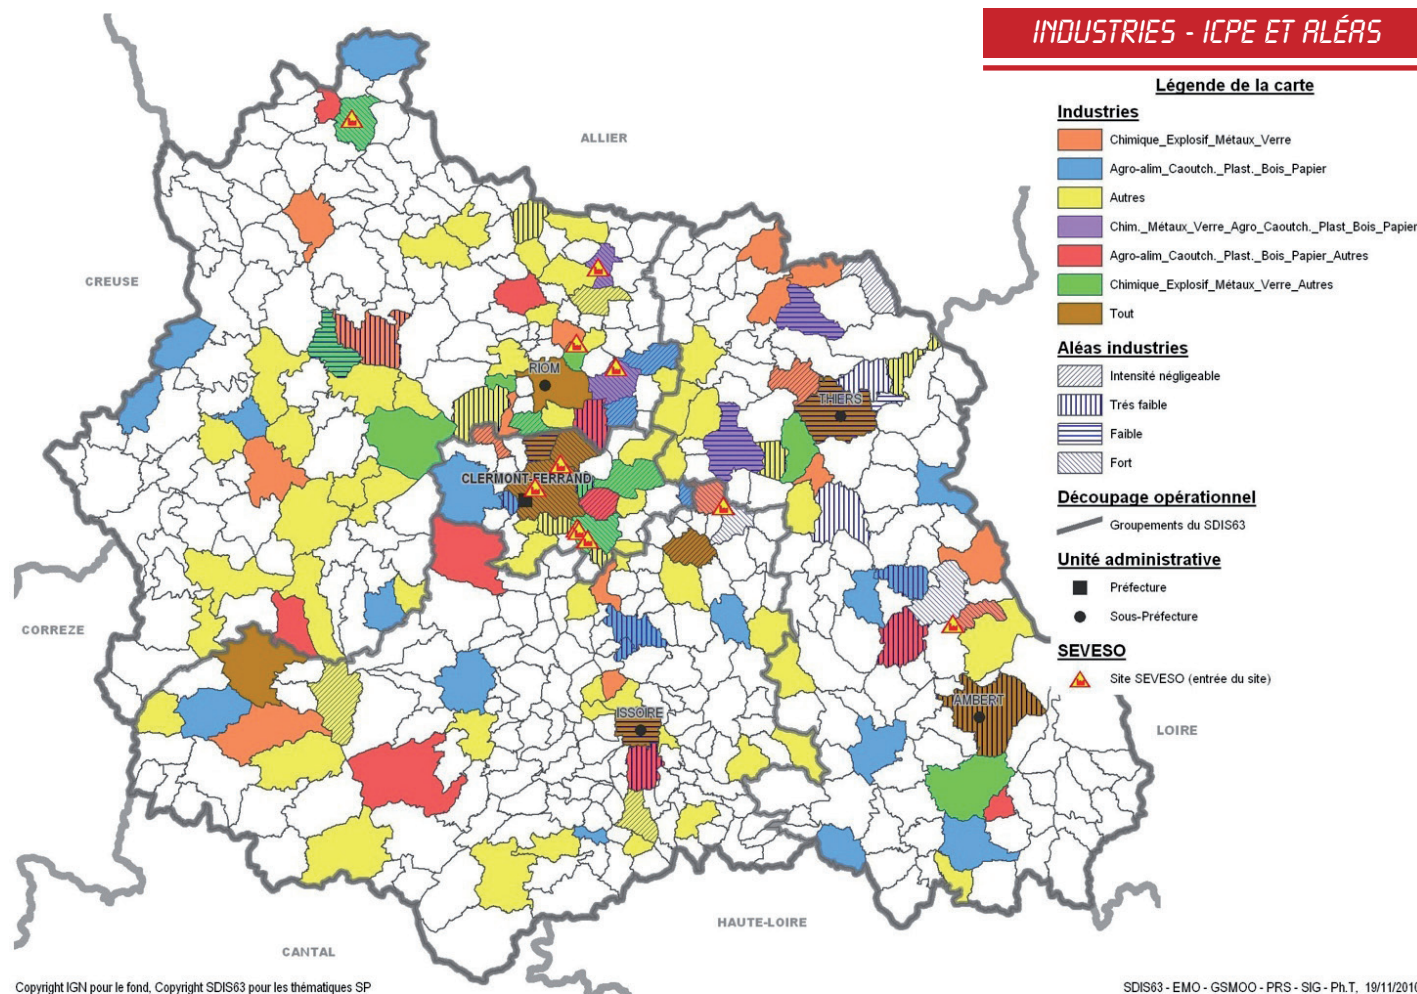 INDUSTRIES - ICPE ET ALÉAS
Légende de la carte
Industries
Chimique_Explosif_Métaux_Verre
Agro-alim_Caoutch._Plast._Bois_Papier
Autres
Chim._Métaux_Verre_Agro_Caoutch._Plast_Bois_Papier
Agro-alim_Caoutch._Plast._Bois_Papier_Autres
Chimique_Explosif_Métaux_Verre_Autres
Tout
Aléas industries
Intensité négligeable
Trés faible
Faible
Fort
Découpage opérationnel
Groupements du SDIS63
Unité administrative
Préfecture
Sous-Préfecture
SEVESO
Site SEVESO (entrée du site)
ALLIER
CREUSE
RIOM
THIERS
CLERMONT-FERRAND
CORREZE
AMBERT
ISSOIRE
LOIRE
HAUTE-LOIRE
CANTAL
Copyright IGN pour le fond, Copyright SDIS63 pour les thématiques SP
SDIS63 - EMO - GSMOO - PRS - SIG - Ph.T, 19/11/2010